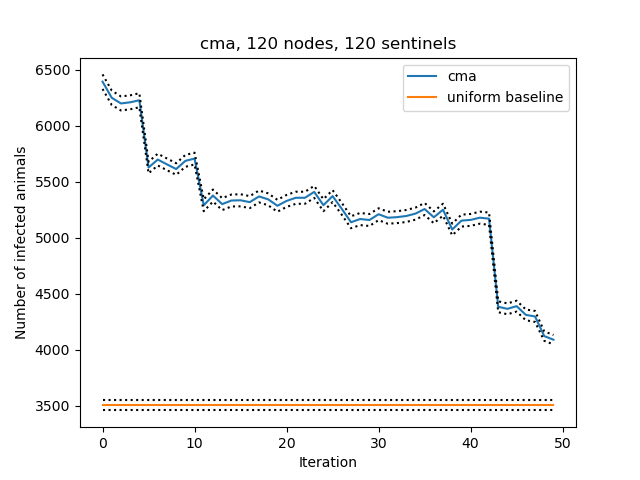 cma, 120 nodes, 120 sentinels
cma
uniform baseline
Number of infected animals
6500
6000
5500
5000
4500
4000
3500
0 10 20 30 40 50
Iteration